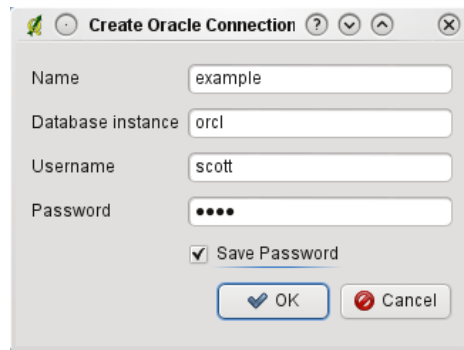 Create Oracle Connection
Name example
Database instance orcl
Username scott
Password ●●●●
Save Password
OK Cancel